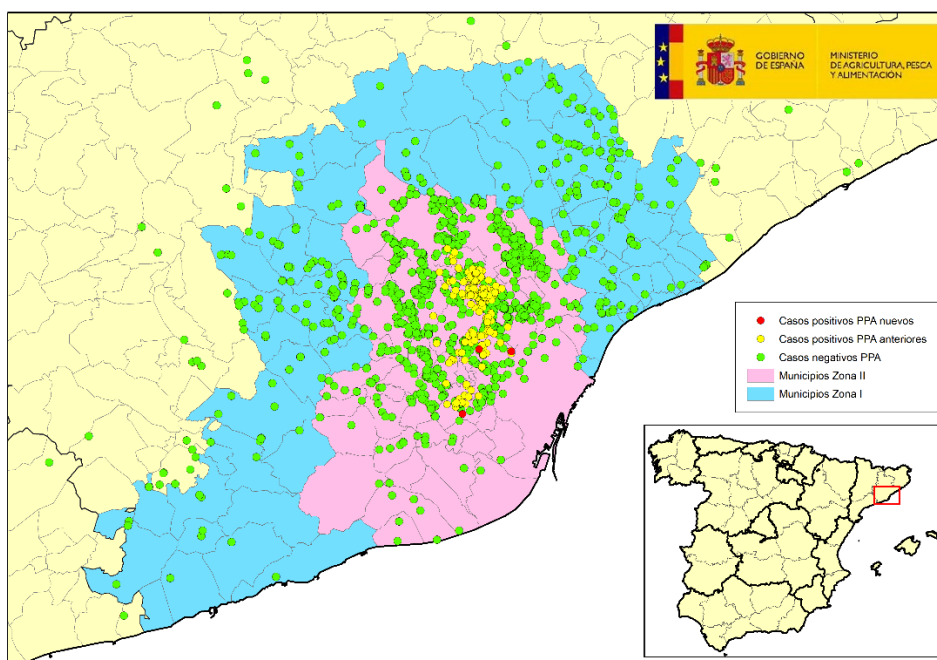 GOBIERNO
DE ESPAÑA
MINISTERIO
DE AGRICULTURA, PESCA
Y ALIMENTACIÓN
Casos positivos PPA nuevos
Casos positivos PPA anteriores
Casos negativos PPA
Municipios Zona II
Municipios Zona I